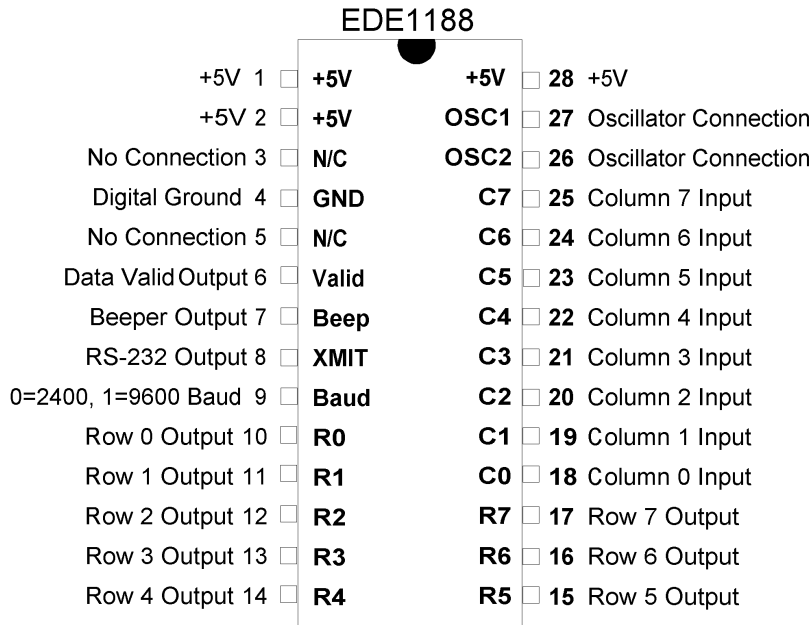 EDE1188
+5V 1 +5V +5V 28 +5V
+5V 2 +5V OSC1 27 Oscillator Connection
No Connection 3 N/C OSC2 26 Oscillator Connection
Digital Ground 4 GND C7 25 Column 7 Input
No Connection 5 N/C C6 24 Column 6 Input
Data Valid Output 6 Valid C5 23 Column 5 Input
Beeper Output 7 Beep C4 22 Column 4 Input
RS-232 Output 8 XMIT C3 21 Column 3 Input
0=2400, 1=9600 Baud 9 Baud C2 20 Column 2 Input
Row 0 Output 10 R0 C1 19 Column 1 Input
Row 1 Output 11 R1 C0 18 Column 0 Input
Row 2 Output 12 R2 R7 17 Row 7 Output
Row 3 Output 13 R3 R6 16 Row 6 Output
Row 4 Output 14 R4 R5 15 Row 5 Output